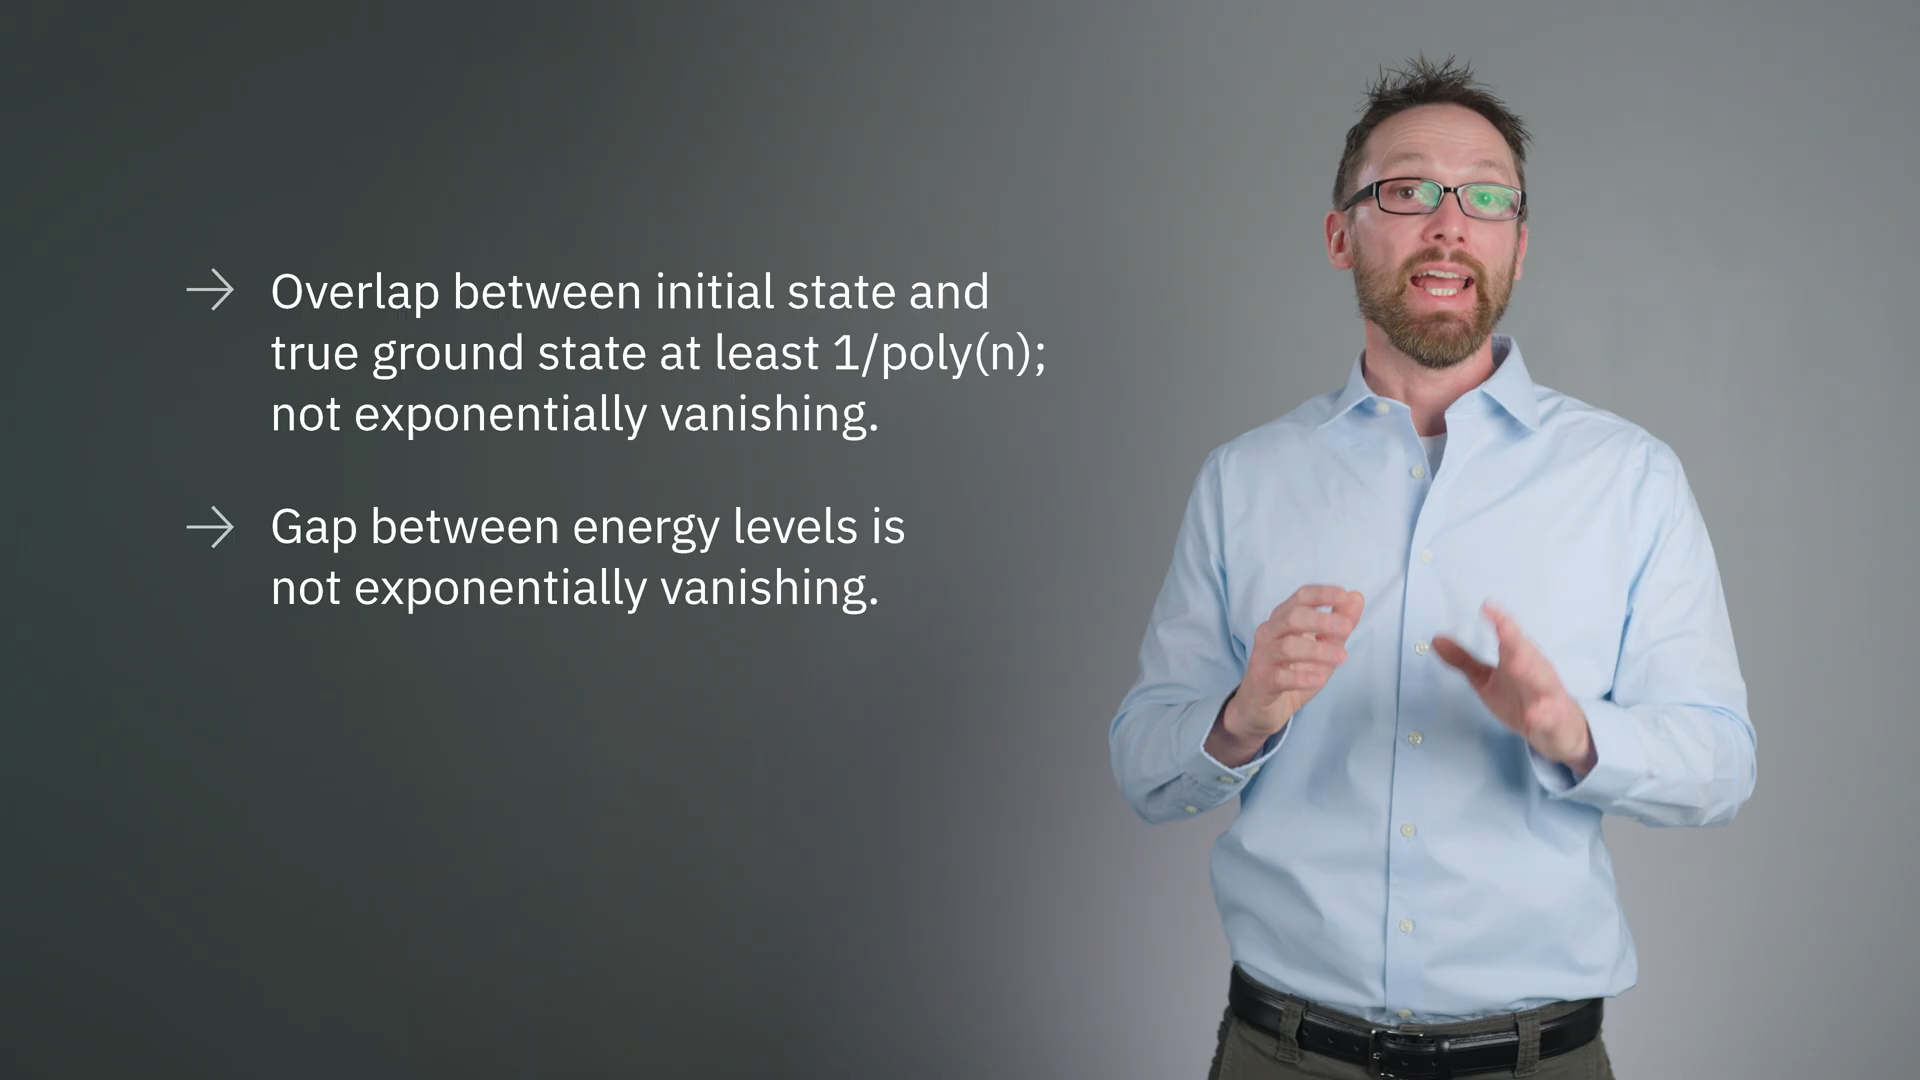 → Overlap between initial state and
true ground state at least 1/poly(n);
not exponentially vanishing.
→ Gap between energy levels is
not exponentially vanishing.